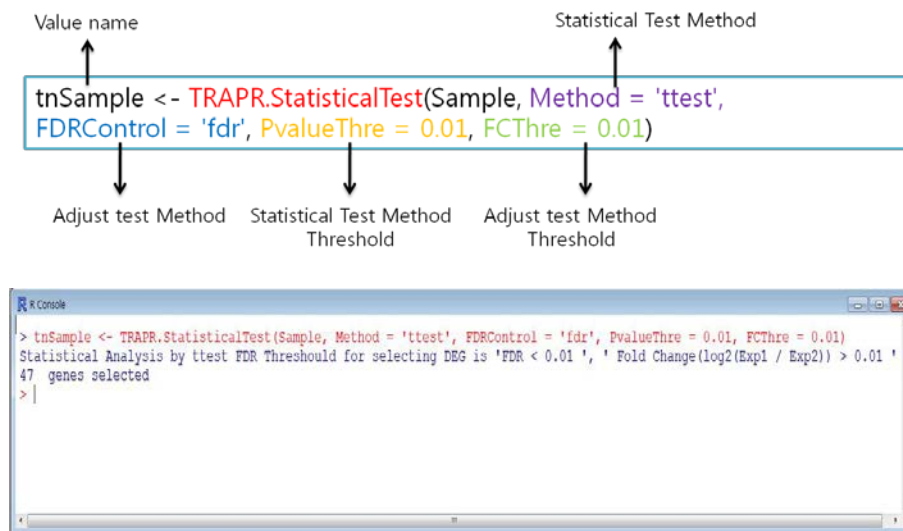 Value name
Statistical Test Method
tnSample <- TRAPR.StatisticalTest(Sample, Method = 'ttest',
FDRControl = 'fdr', PvalueThre = 0.01, FCThre = 0.01)
Adjust test Method
Statistical Test Method
Threshold
Adjust test Method
Threshold
R R Console
> tnSample <- TRAPR.StatisticalTest(Sample, Method = 'ttest', FDRControl = 'fdr', PvalueThre = 0.01, FCThre = 0.01)
Statistical Analysis by ttest FDR Threshould for selecting DEG is 'FDR < 0.01 ', ' Fold Change(log2(Exp1 / Exp2)) > 0.01 '
47 genes selected
>